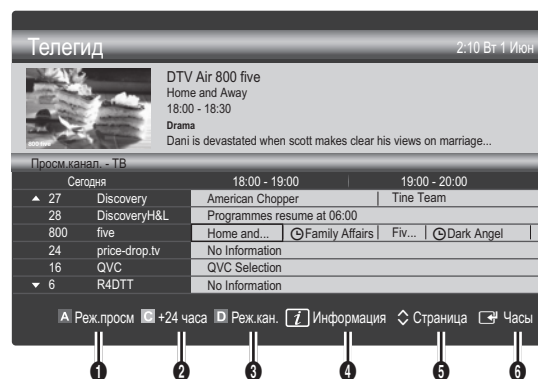 Телегид 2:10 Вт 1 Июн
DTV Air 800 five
Home and Away
18:00 - 18:30
Drama
Dani is devastated when scott makes clear his views on marriage...
800 five
Просм.канал. - ТВ
Сегодня 18:00 - 19:00 19:00 - 20:00
▲ 27 Discovery American Chopper Tine Team
28 DiscoveryH&L Programmes resume at 06:00
800 five Home and... Family Affairs Fiv... Dark Angel
24 price-drop.tv No Information
16 QVC QVC Selection
▼ 6 R4DTT No Information
A Реж.просм C +24 часа D Реж.кан. i Информация Страница Часы
1 2 3 4 5 6